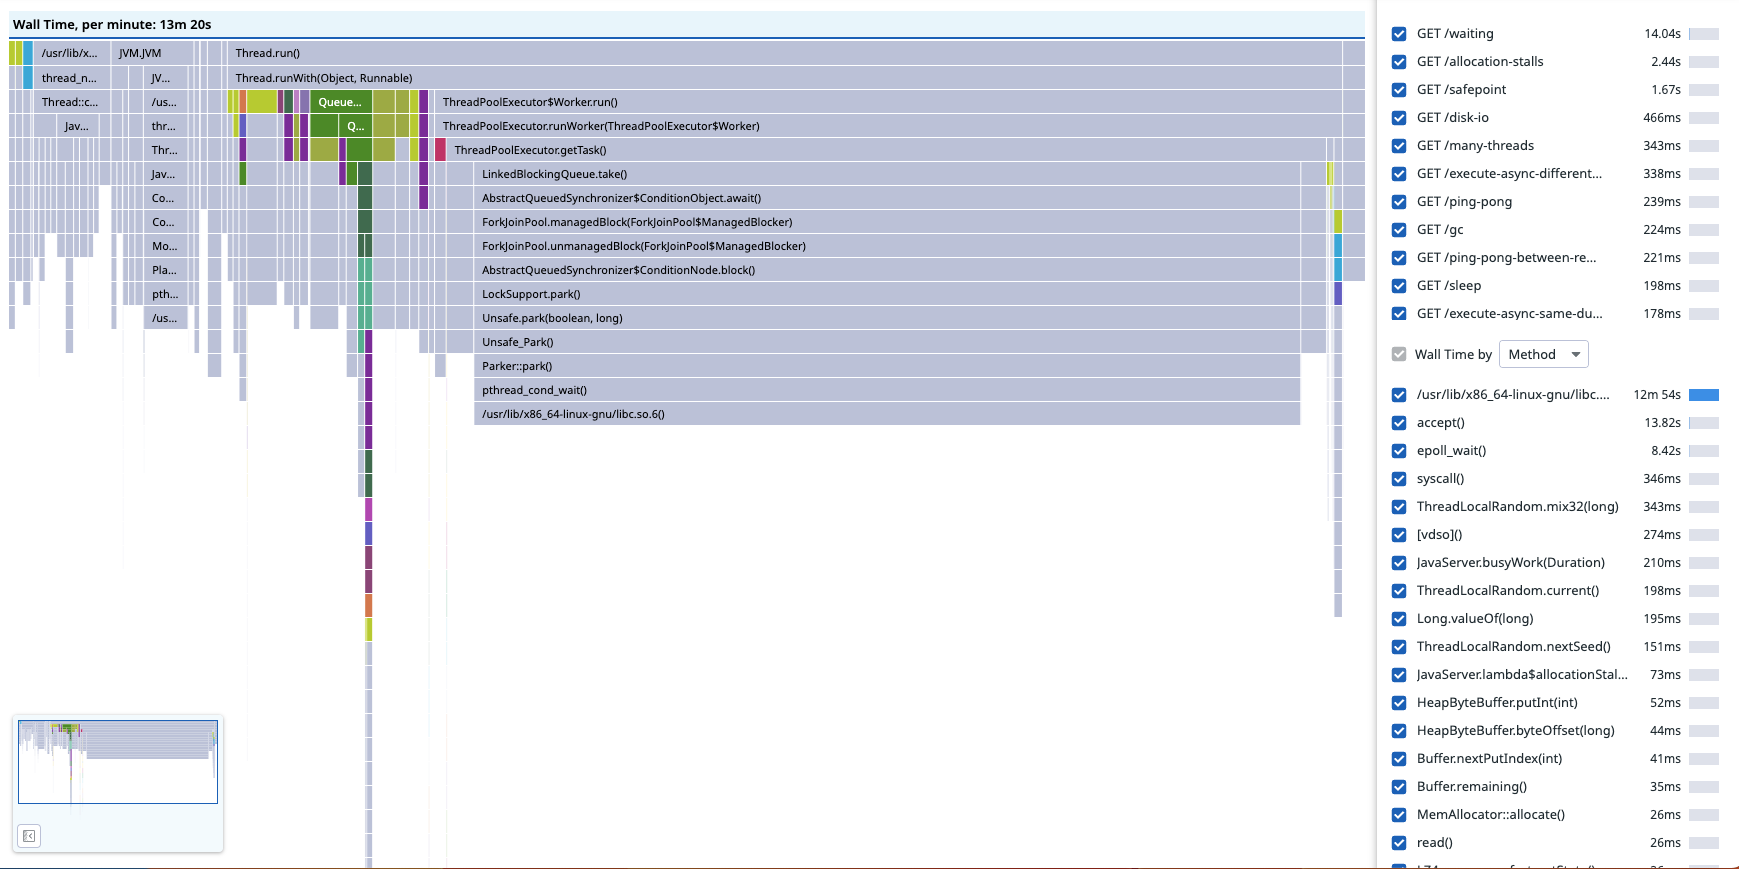 Wall Time, per minute: 13m 20s
/usr/lib/x... JVM.JVM Thread.run()
thread_n... JV... Thread.runWith(Object, Runnable)
Thread::c... /us... Queue... ThreadPoolExecutor$Worker.run()
Jav... thr... Q... ThreadPoolExecutor.runWorker(ThreadPoolExecutor$Worker)
Thr... ThreadPoolExecutor.getTask()
Jav... LinkedBlockingQueue.take()
Co... AbstractQueuedSynchronizer$ConditionObject.await()
Co... ForkJoinPool.managedBlock(ForkJoinPool$ManagedBlocker)
Mo... ForkJoinPool.unmanagedBlock(ForkJoinPool$ManagedBlocker)
Pla... AbstractQueuedSynchronizer$ConditionNode.block()
pth... LockSupport.park()
/us... Unsafe.park(boolean, long)
Unsafe_Park()
Parker::park()
pthread_cond_wait()
/usr/lib/x86_64-linux-gnu/libc.so.6()
GET /waiting 14.04s
GET /allocation-stalls 2.44s
GET /safepoint 1.67s
GET /disk-io 466ms
GET /many-threads 343ms
GET /execute-async-different... 338ms
GET /ping-pong 239ms
GET /gc 224ms
GET /ping-pong-between-re... 221ms
GET /sleep 198ms
GET /execute-async-same-du... 178ms
Wall Time by Method
/usr/lib/x86_64-linux-gnu/libc.... 12m 54s
accept() 13.82s
epoll_wait() 8.42s
syscall() 346ms
ThreadLocalRandom.mix32(long) 343ms
[vdso]() 274ms
JavaServer.busyWork(Duration) 210ms
ThreadLocalRandom.current() 198ms
Long.valueOf(long) 195ms
ThreadLocalRandom.nextSeed() 151ms
JavaServer.lambda$allocationStal... 73ms
HeapByteBuffer.putInt(int) 52ms
HeapByteBuffer.byteOffset(long) 44ms
Buffer.nextPutIndex(int) 41ms
Buffer.remaining() 35ms
MemAllocator::allocate() 26ms
read() 26ms